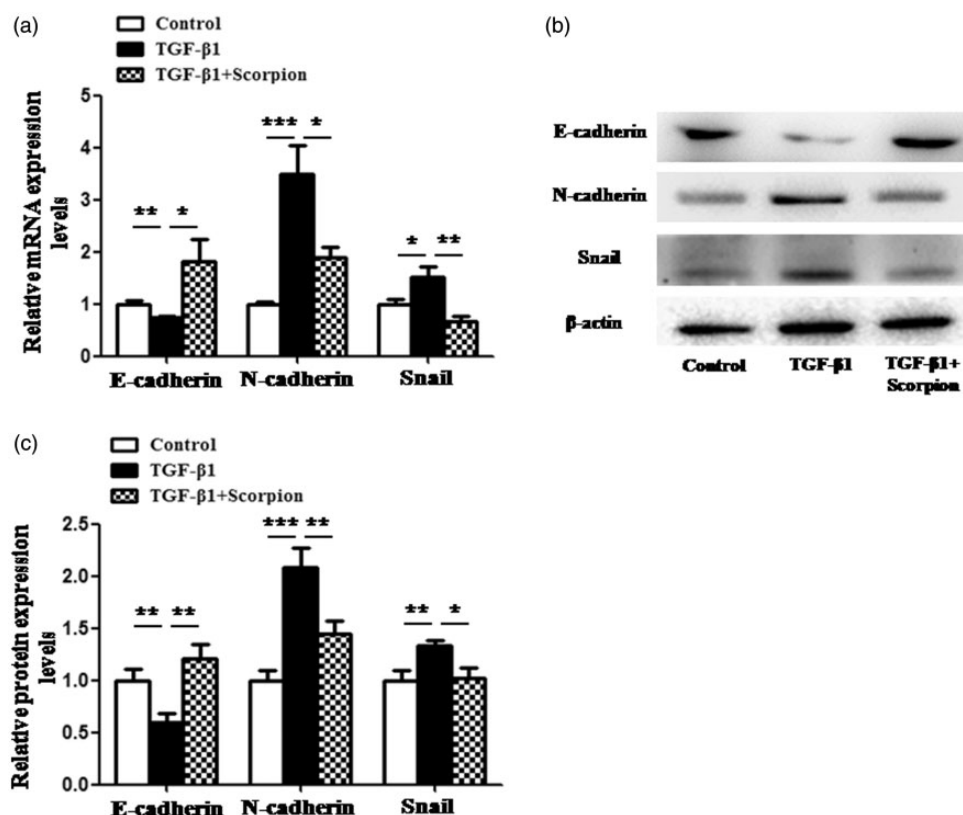 (a)
Control
TGF-β1
TGF-β1+Scorpion
Relative mRNA expression
levels
5
4
3
2
1
0
** *
*** *
* **
E-cadherin N-cadherin Snail
(b)
E-cadherin
N-cadherin
Snail
β-actin
Control TGF-β1 TGF-β1+
Scorpion
(c)
Control
TGF-β1
TGF-β1+Scorpion
Relative protein expression
levels
2.5
2.0
1.5
1.0
0.5
0.0
** **
*** **
** *
E-cadherin N-cadherin Snail